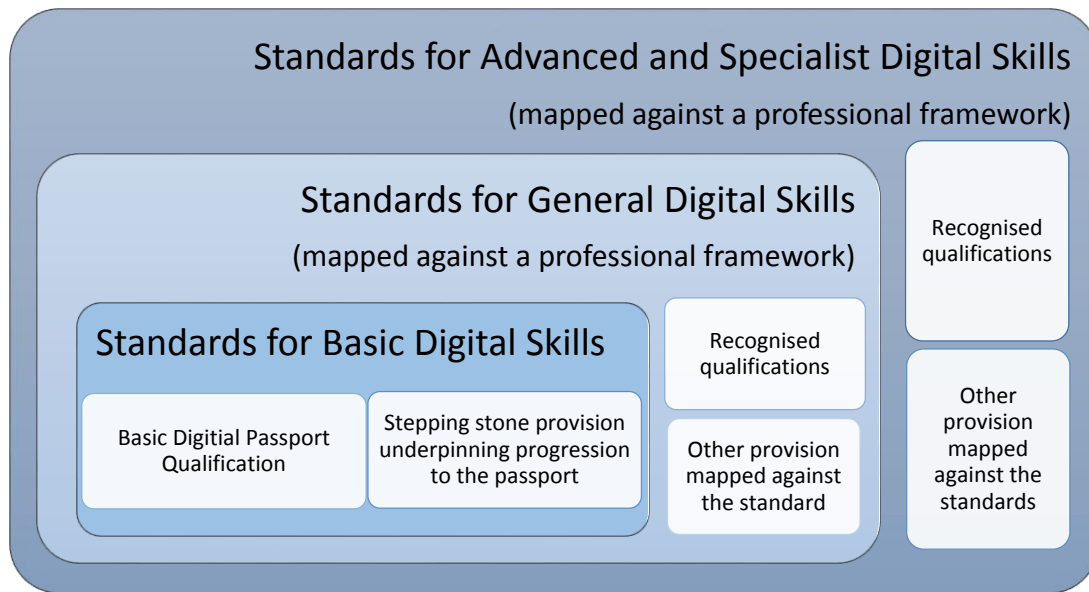 Standards for Advanced and Specialist Digital Skills
(mapped against a professional framework)
Standards for General Digital Skills
(mapped against a professional framework)
Standards for Basic Digital Skills
Basic Digitial Passport
Qualification
Stepping stone provision
underpinning progression
to the passport
Recognised
qualifications
Other provision
mapped against
the standard
Recognised
qualifications
Other
provision
mapped
against the
standards